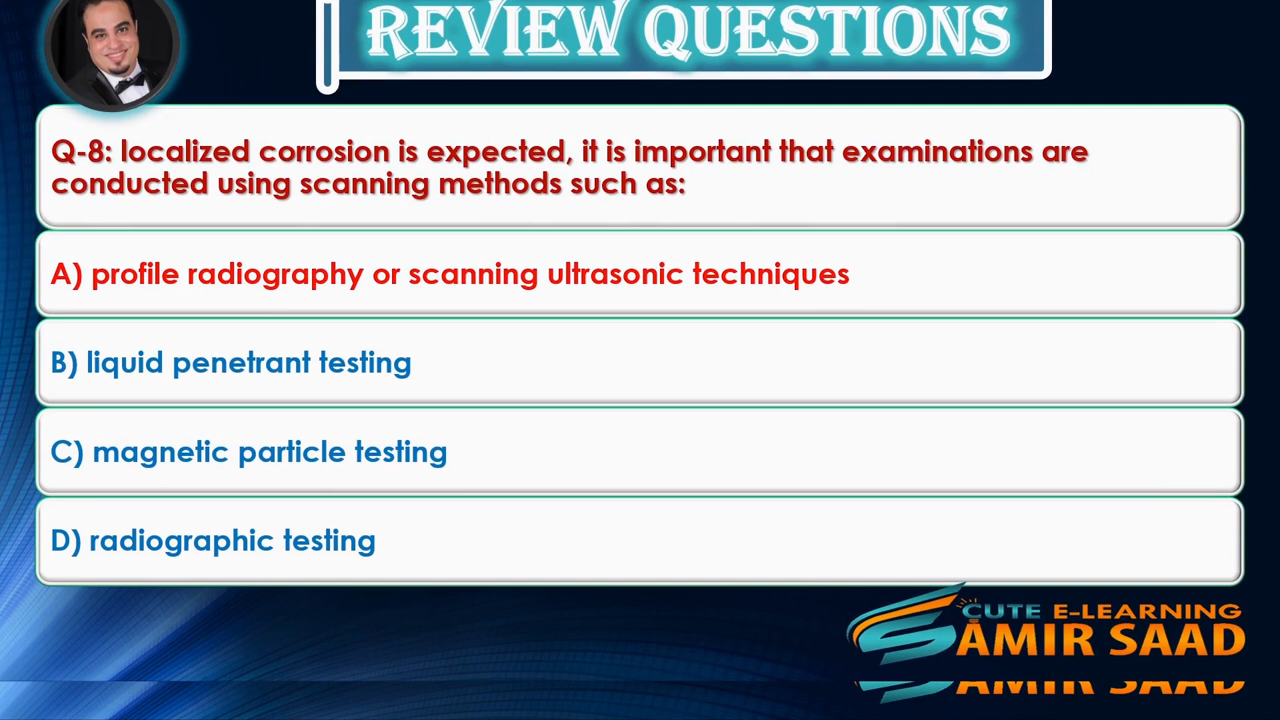 REVIEW QUESTIONS
Q-8: localized corrosion is expected, it is important that examinations are
conducted using scanning methods such as:
A) profile radiography or scanning ultrasonic techniques
B) liquid penetrant testing
C) magnetic particle testing
D) radiographic testing
CUTE E-LEARNING
AMIR SAAD